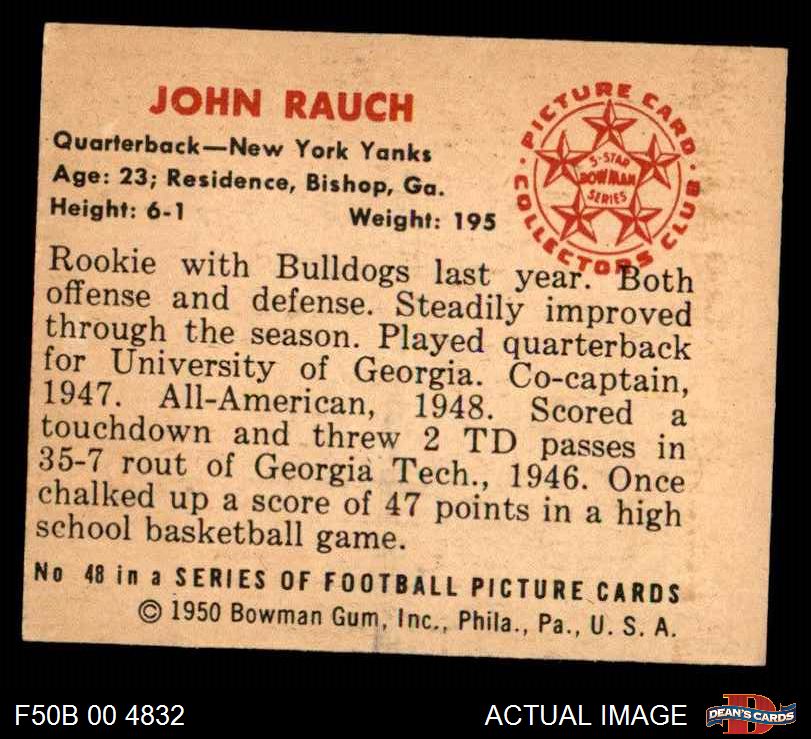 JOHN RAUCH
Quarterback—New York Yanks
Age: 23; Residence, Bishop, Ga.
Height: 6-1 Weight: 195
PICTURE CARD COLLECTORS CLUB
5-STAR
BOWMAN
SERIES
Rookie with Bulldogs last year. Both
offense and defense. Steadily improved
through the season. Played quarterback
for University of Georgia. Co-captain,
1947. All-American, 1948. Scored a
touchdown and threw 2 TD passes in
35-7 rout of Georgia Tech., 1946. Once
chalked up a score of 47 points in a high
school basketball game.
No 48 in a SERIES OF FOOTBALL PICTURE CARDS
© 1950 Bowman Gum, Inc., Phila., Pa., U. S. A.
F50B 00 4832 ACTUAL IMAGE D DEAN'S CARDS